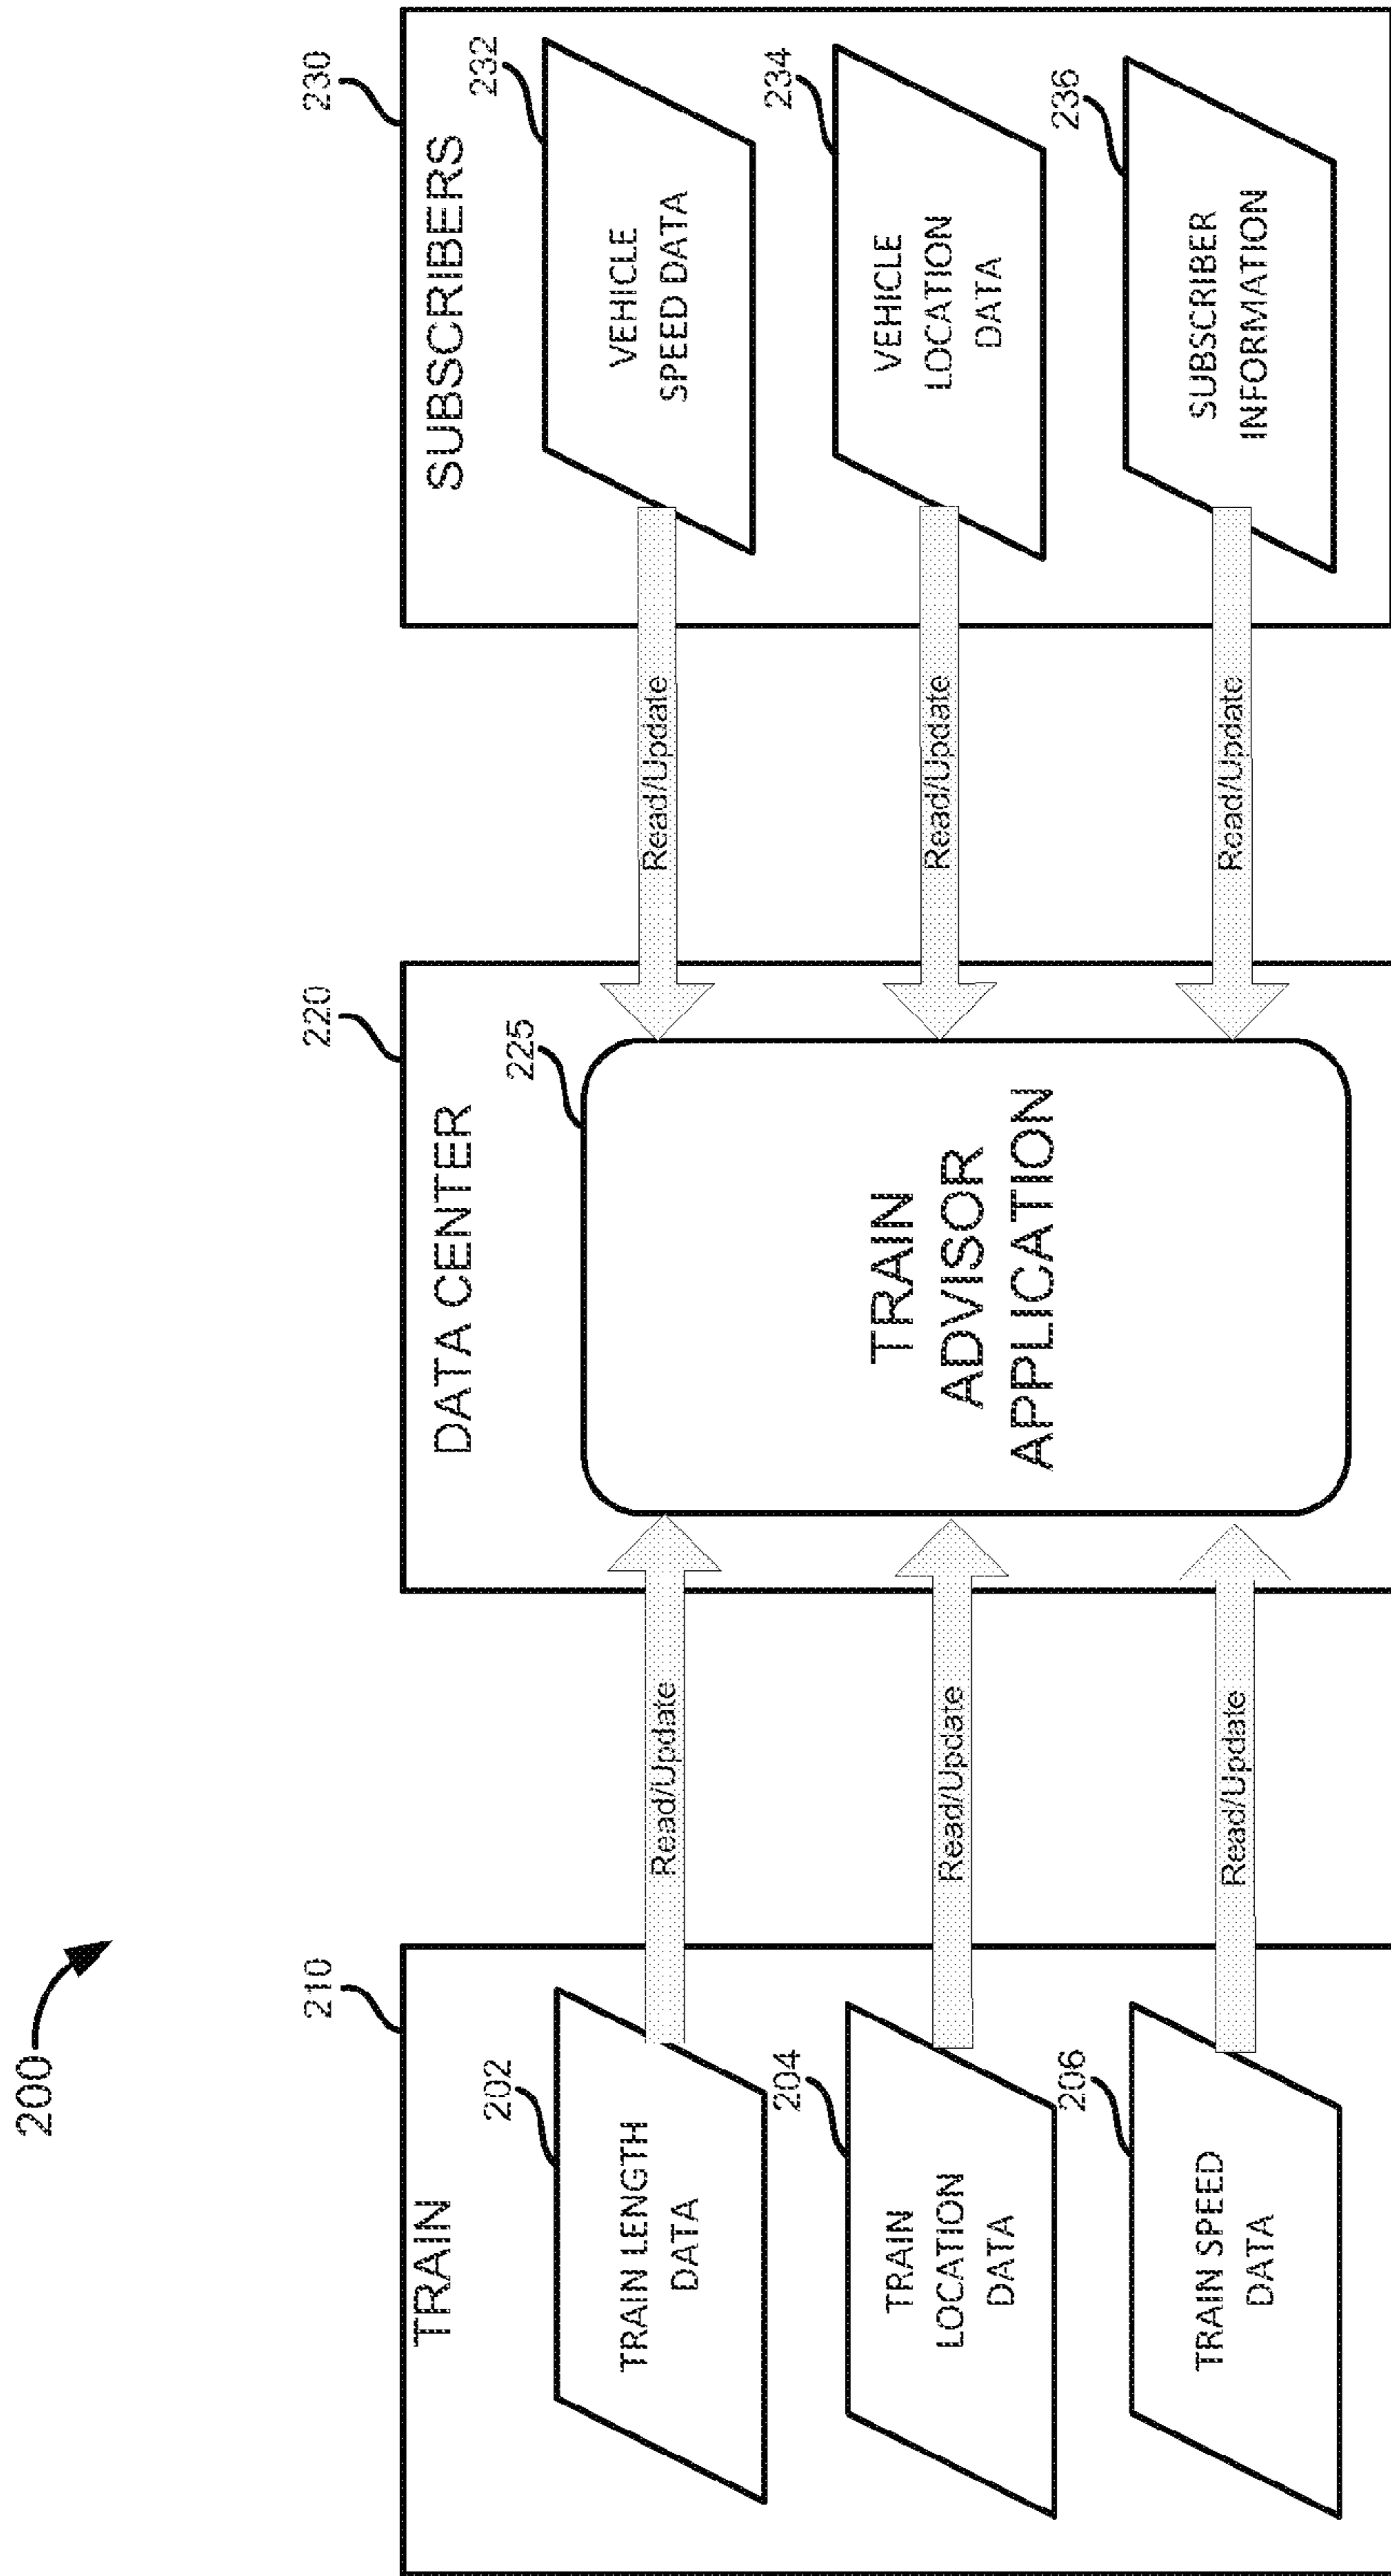 200
210
TRAIN
202
TRAIN LENGTH
DATA
204
TRAIN
LOCATION
DATA
206
TRAIN SPEED
DATA
Read/Update
Read/Update
Read/Update
220
DATA CENTER
225
TRAIN
ADVISOR
APPLICATION
Read/Update
Read/Update
Read/Update
230
SUBSCRIBERS
232
VEHICLE
SPEED DATA
234
VEHICLE
LOCATION
DATA
236
SUBSCRIBER
INFORMATION